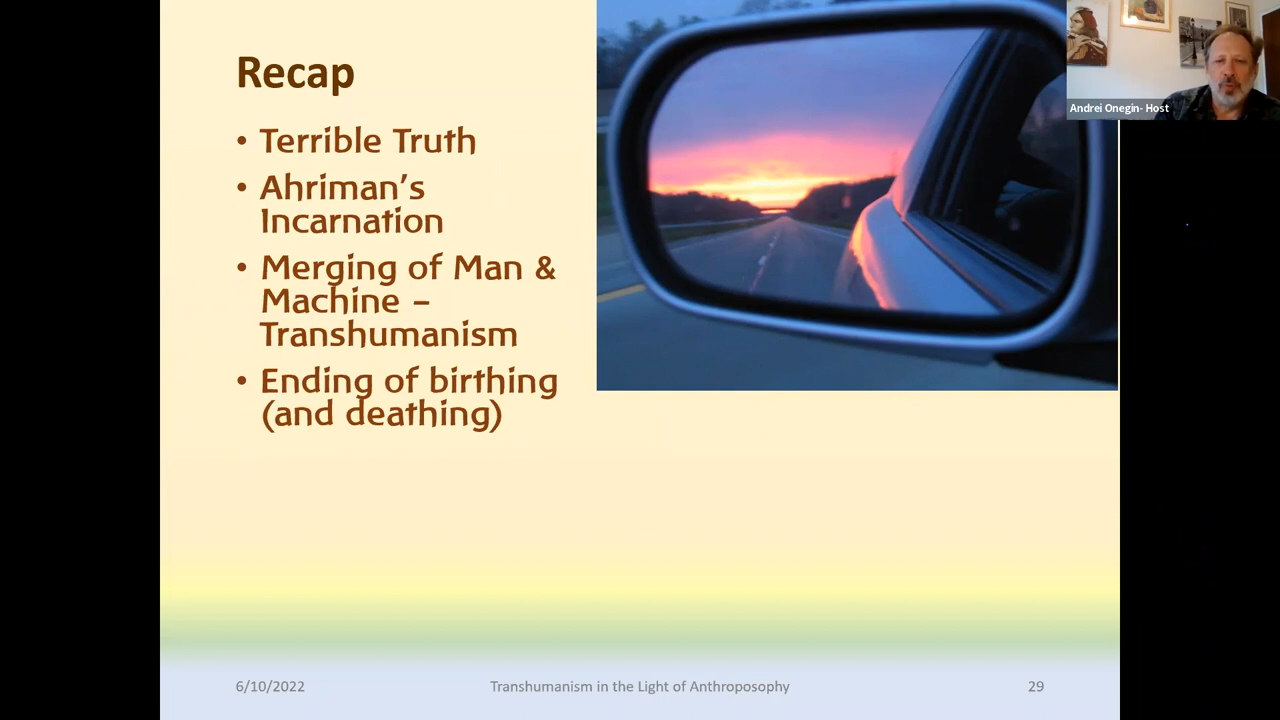 Recap
• Terrible Truth
• Ahriman's
Incarnation
• Merging of Man &
Machine –
Transhumanism
• Ending of birthing
(and deathing)
Andrei Onegin- Host
6/10/2022
Transhumanism in the Light of Anthroposophy
29